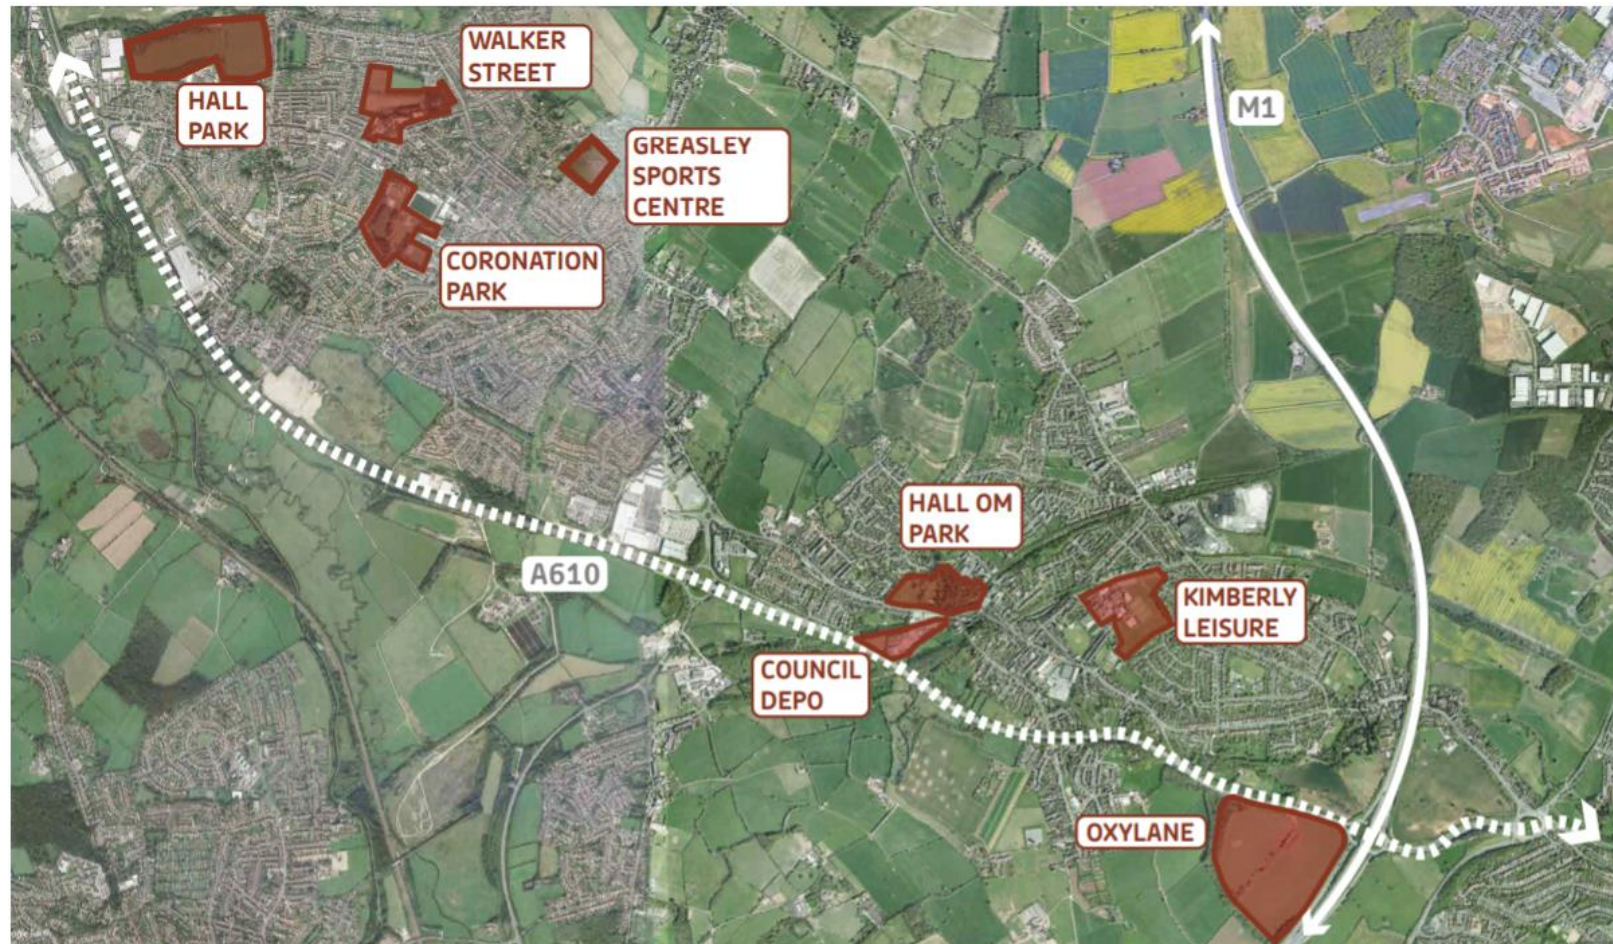 HALL
PARK
WALKER
STREET
GREASLEY
SPORTS
CENTRE
M1
CORONATION
PARK
A610
HALL OM
PARK
KIMBERLY
LEISURE
COUNCIL
DEPO
OXYLANE